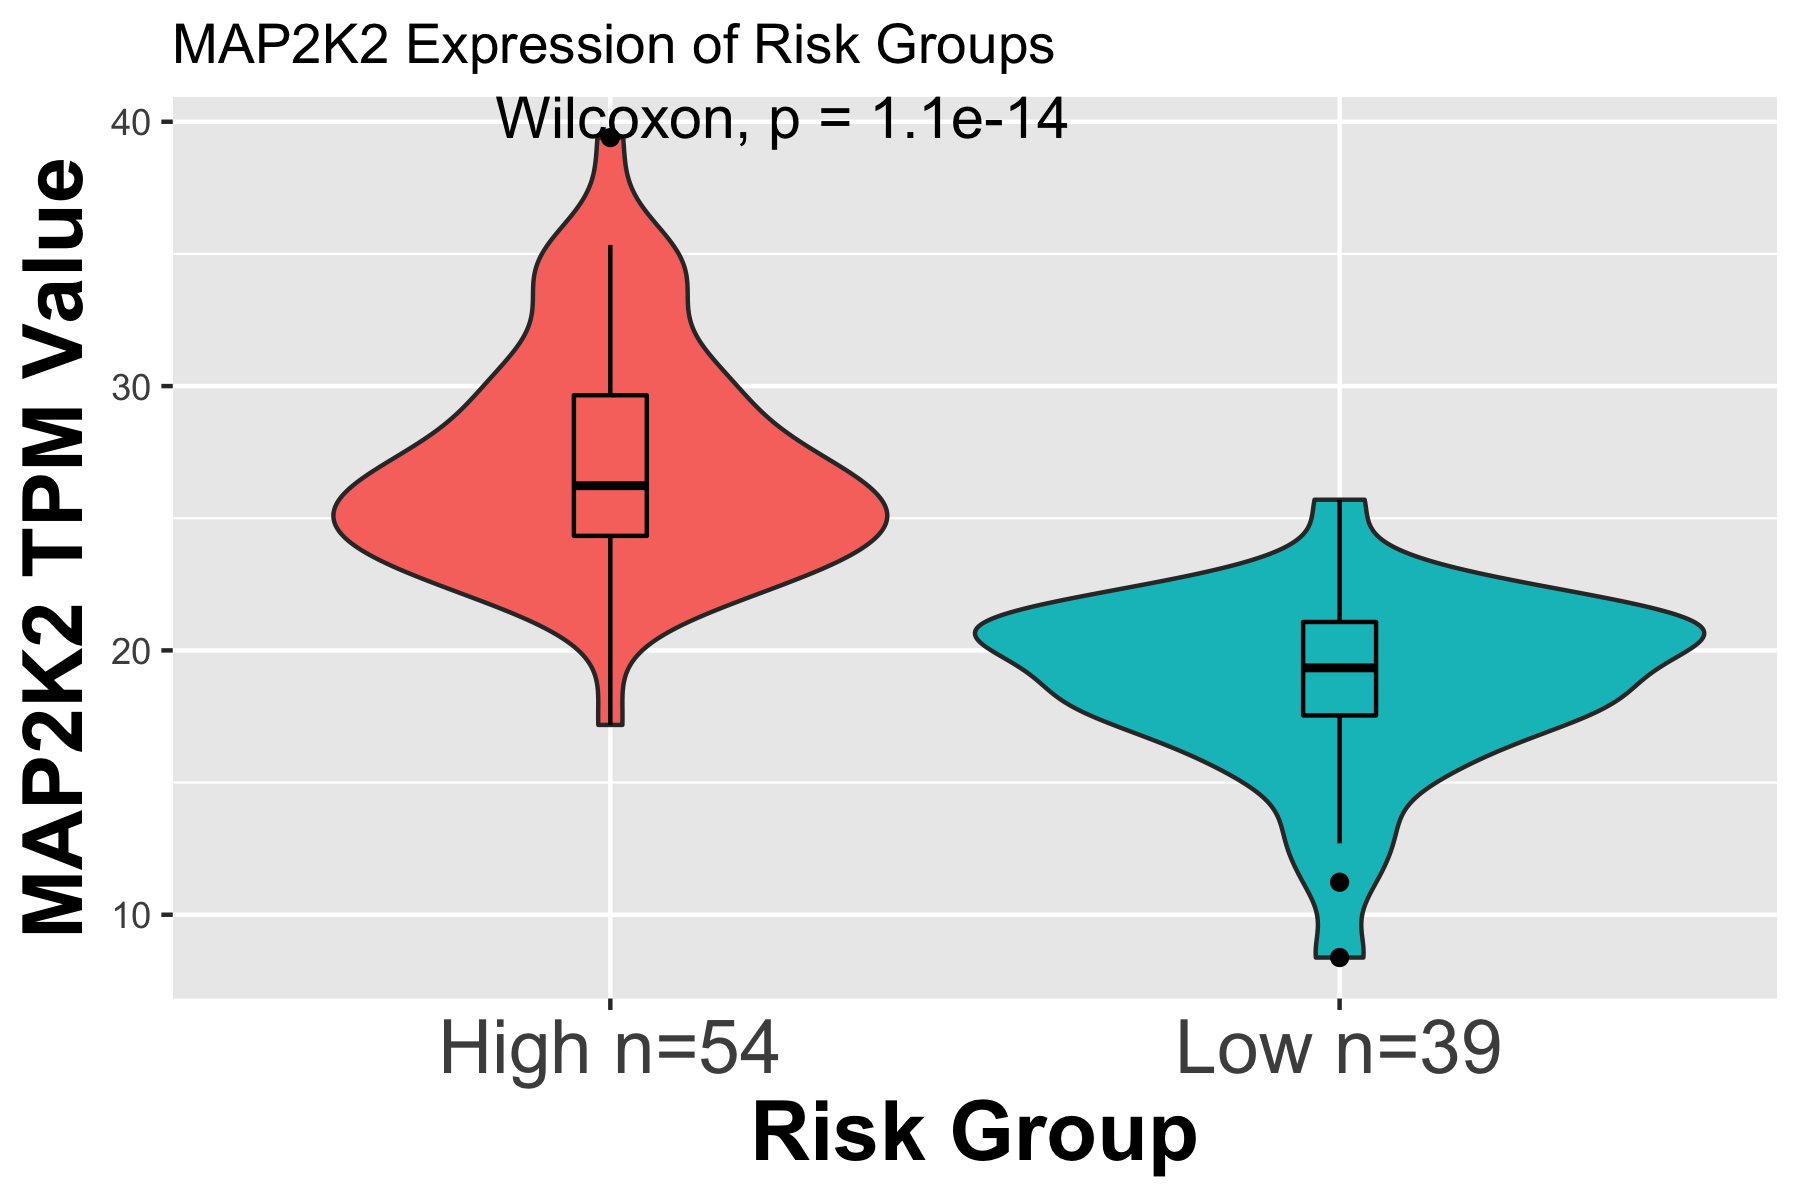 MAP2K2 Expression of Risk Groups
Wilcoxon, p = 1.1e-14
MAP2K2 TPM Value
40
30
20
10
High n=54
Low n=39
Risk Group